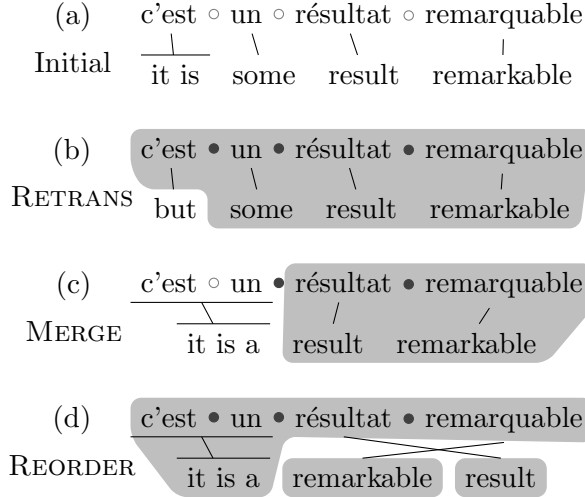 (a) c'est ○ un ○ résultat ○ remarquable
Initial it is some result remarkable
(b) c'est ● un ● résultat ● remarquable
RETRANS but some result remarkable
(c) c'est ○ un ● résultat ● remarquable
MERGE it is a result remarkable
(d) c'est ● un ● résultat ● remarquable
REORDER it is a remarkable result